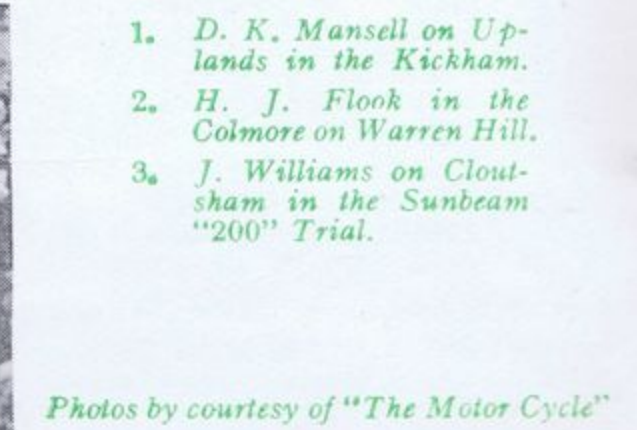 1. D. K. Mansell on Up-
lands in the Kickham.
2. H. J. Flook in the
Colmore on Warren Hill.
3. J. Williams on Clout-
sham in the Sunbeam
"200" Trial.
Photos by courtesy of "The Motor Cycle"